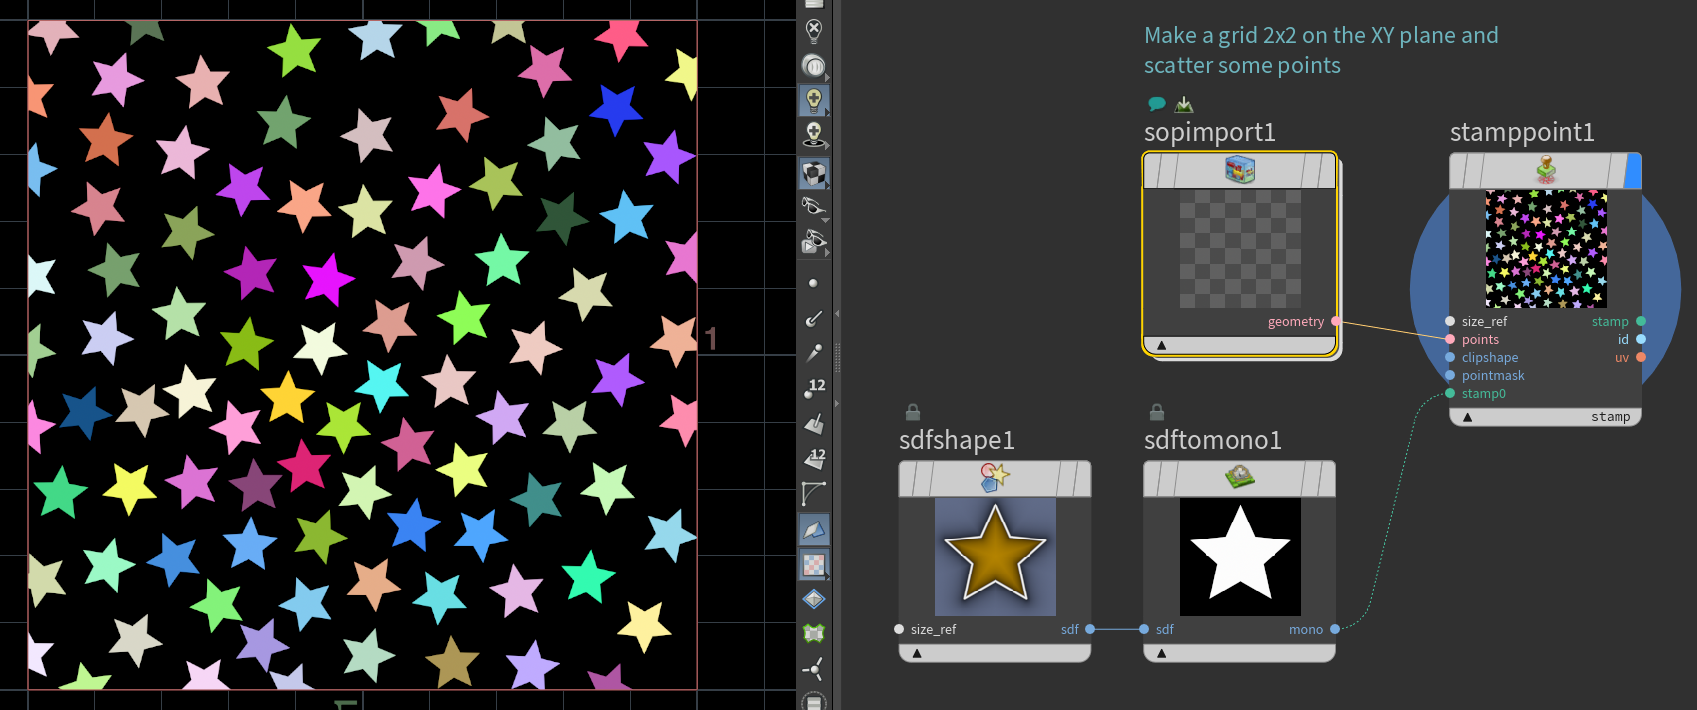 Make a grid 2x2 on the XY plane and
scatter some points
sopimport1
stamppoint1
geometry
size_ref
stamp
points
id
clipshape
uv
pointmask
stamp0
stamp
sdfshape1
sdftomono1
size_ref
sdf
sdf
mono
12
12
1